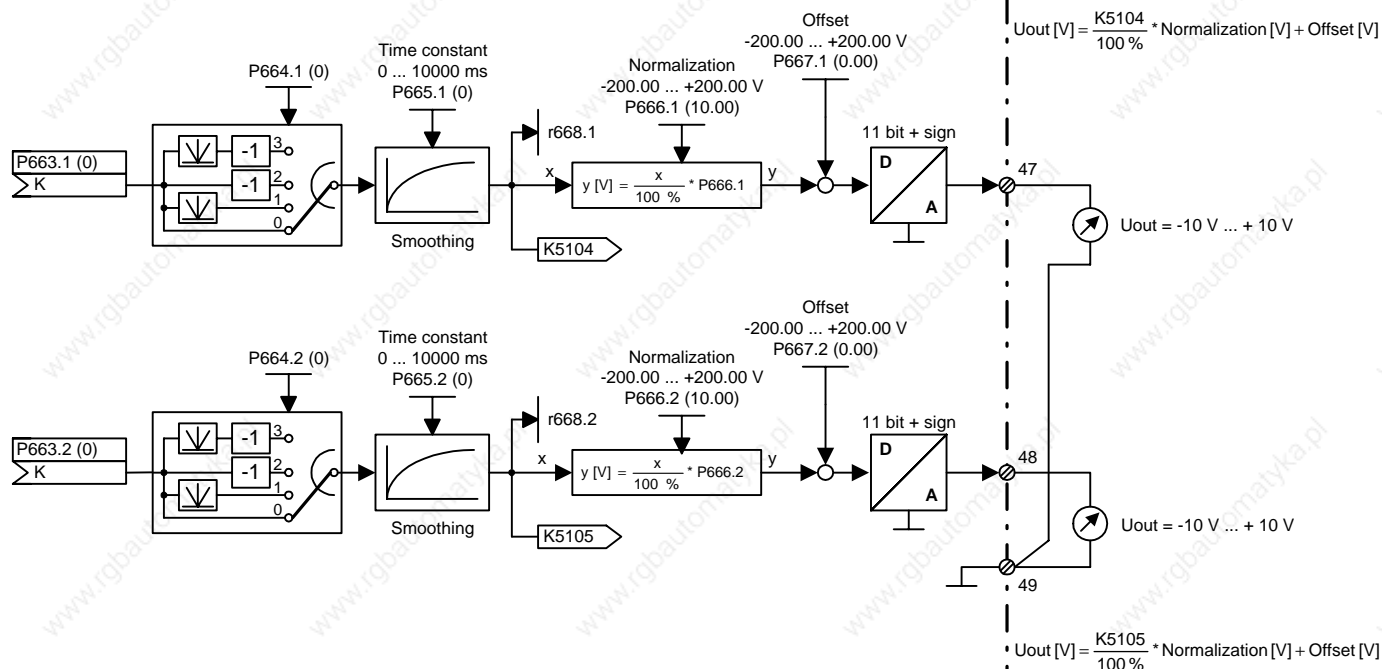 Uout [V] = K5104 / 100 % * Normalization [V] + Offset [V]
Offset
-200.00 ... +200.00 V
P667.1 (0.00)
Time constant
0 ... 10000 ms
P665.1 (0)
Normalization
-200.00 ... +200.00 V
P666.1 (10.00)
P664.1 (0)
r668.1
11 bit + sign
P663.1 (0)
K
-1
3
-1
2
1
0
x
y [V] = x / 100 % * P666.1
y
D
A
47
Uout = -10 V ... + 10 V
Smoothing
K5104
Offset
-200.00 ... +200.00 V
P667.2 (0.00)
Time constant
0 ... 10000 ms
P665.2 (0)
Normalization
-200.00 ... +200.00 V
P666.2 (10.00)
P664.2 (0)
r668.2
11 bit + sign
P663.2 (0)
K
-1
3
-1
2
1
0
x
y [V] = x / 100 % * P666.2
y
D
A
48
Uout = -10 V ... + 10 V
Smoothing
K5105
49
Uout [V] = K5105 / 100 % * Normalization [V] + Offset [V]
www.rgbautomatyka.pl